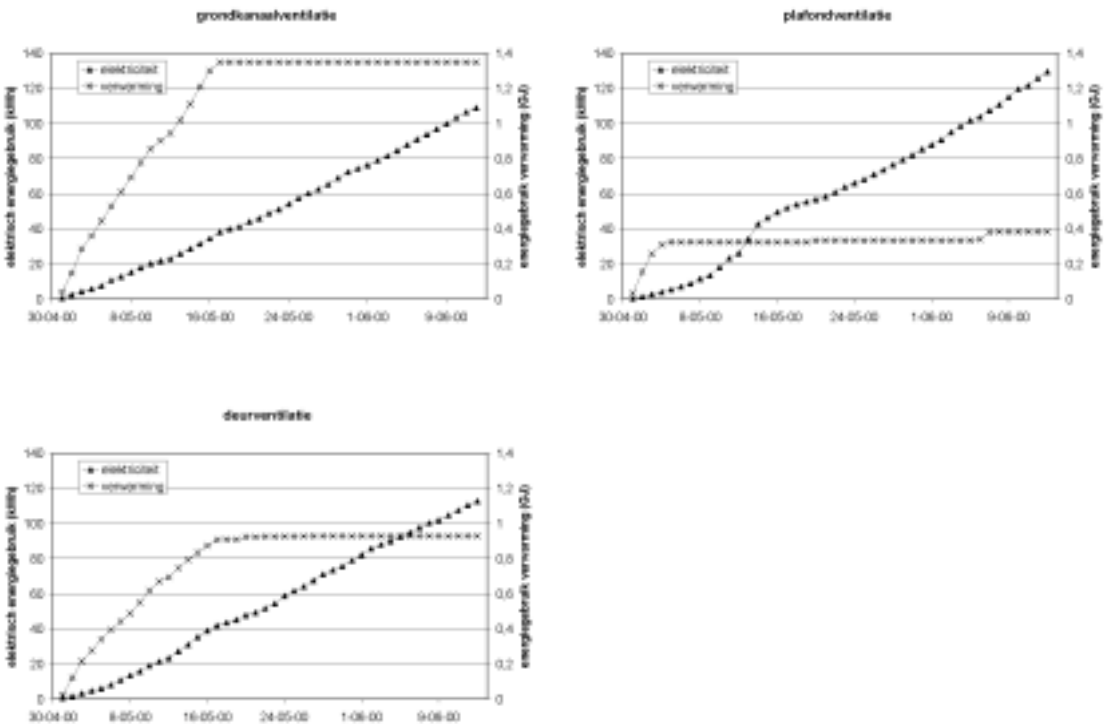 grondkanaalventilatie
elektrisch energiegebruik (kWh)
140
120
100
80
60
40
20
0
elektriciteit
verwarming
1,4
1,2
1
0,8
0,6
0,4
0,2
0
energiegebruik verwarming (GJ)
30-04-00 8-05-00 16-05-00 24-05-00 1-06-00 9-06-00
plafondventilatie
elektrisch energiegebruik (kWh)
140
120
100
80
60
40
20
0
elektriciteit
verwarming
1,4
1,2
1
0,8
0,6
0,4
0,2
0
energiegebruik verwarming (GJ)
30-04-00 8-05-00 16-05-00 24-05-00 1-06-00 9-06-00
deurventilatie
elektrisch energiegebruik (kWh)
140
120
100
80
60
40
20
0
elektriciteit
verwarming
1,4
1,2
1
0,8
0,6
0,4
0,2
0
energiegebruik verwarming (GJ)
30-04-00 8-05-00 16-05-00 24-05-00 1-06-00 9-06-00